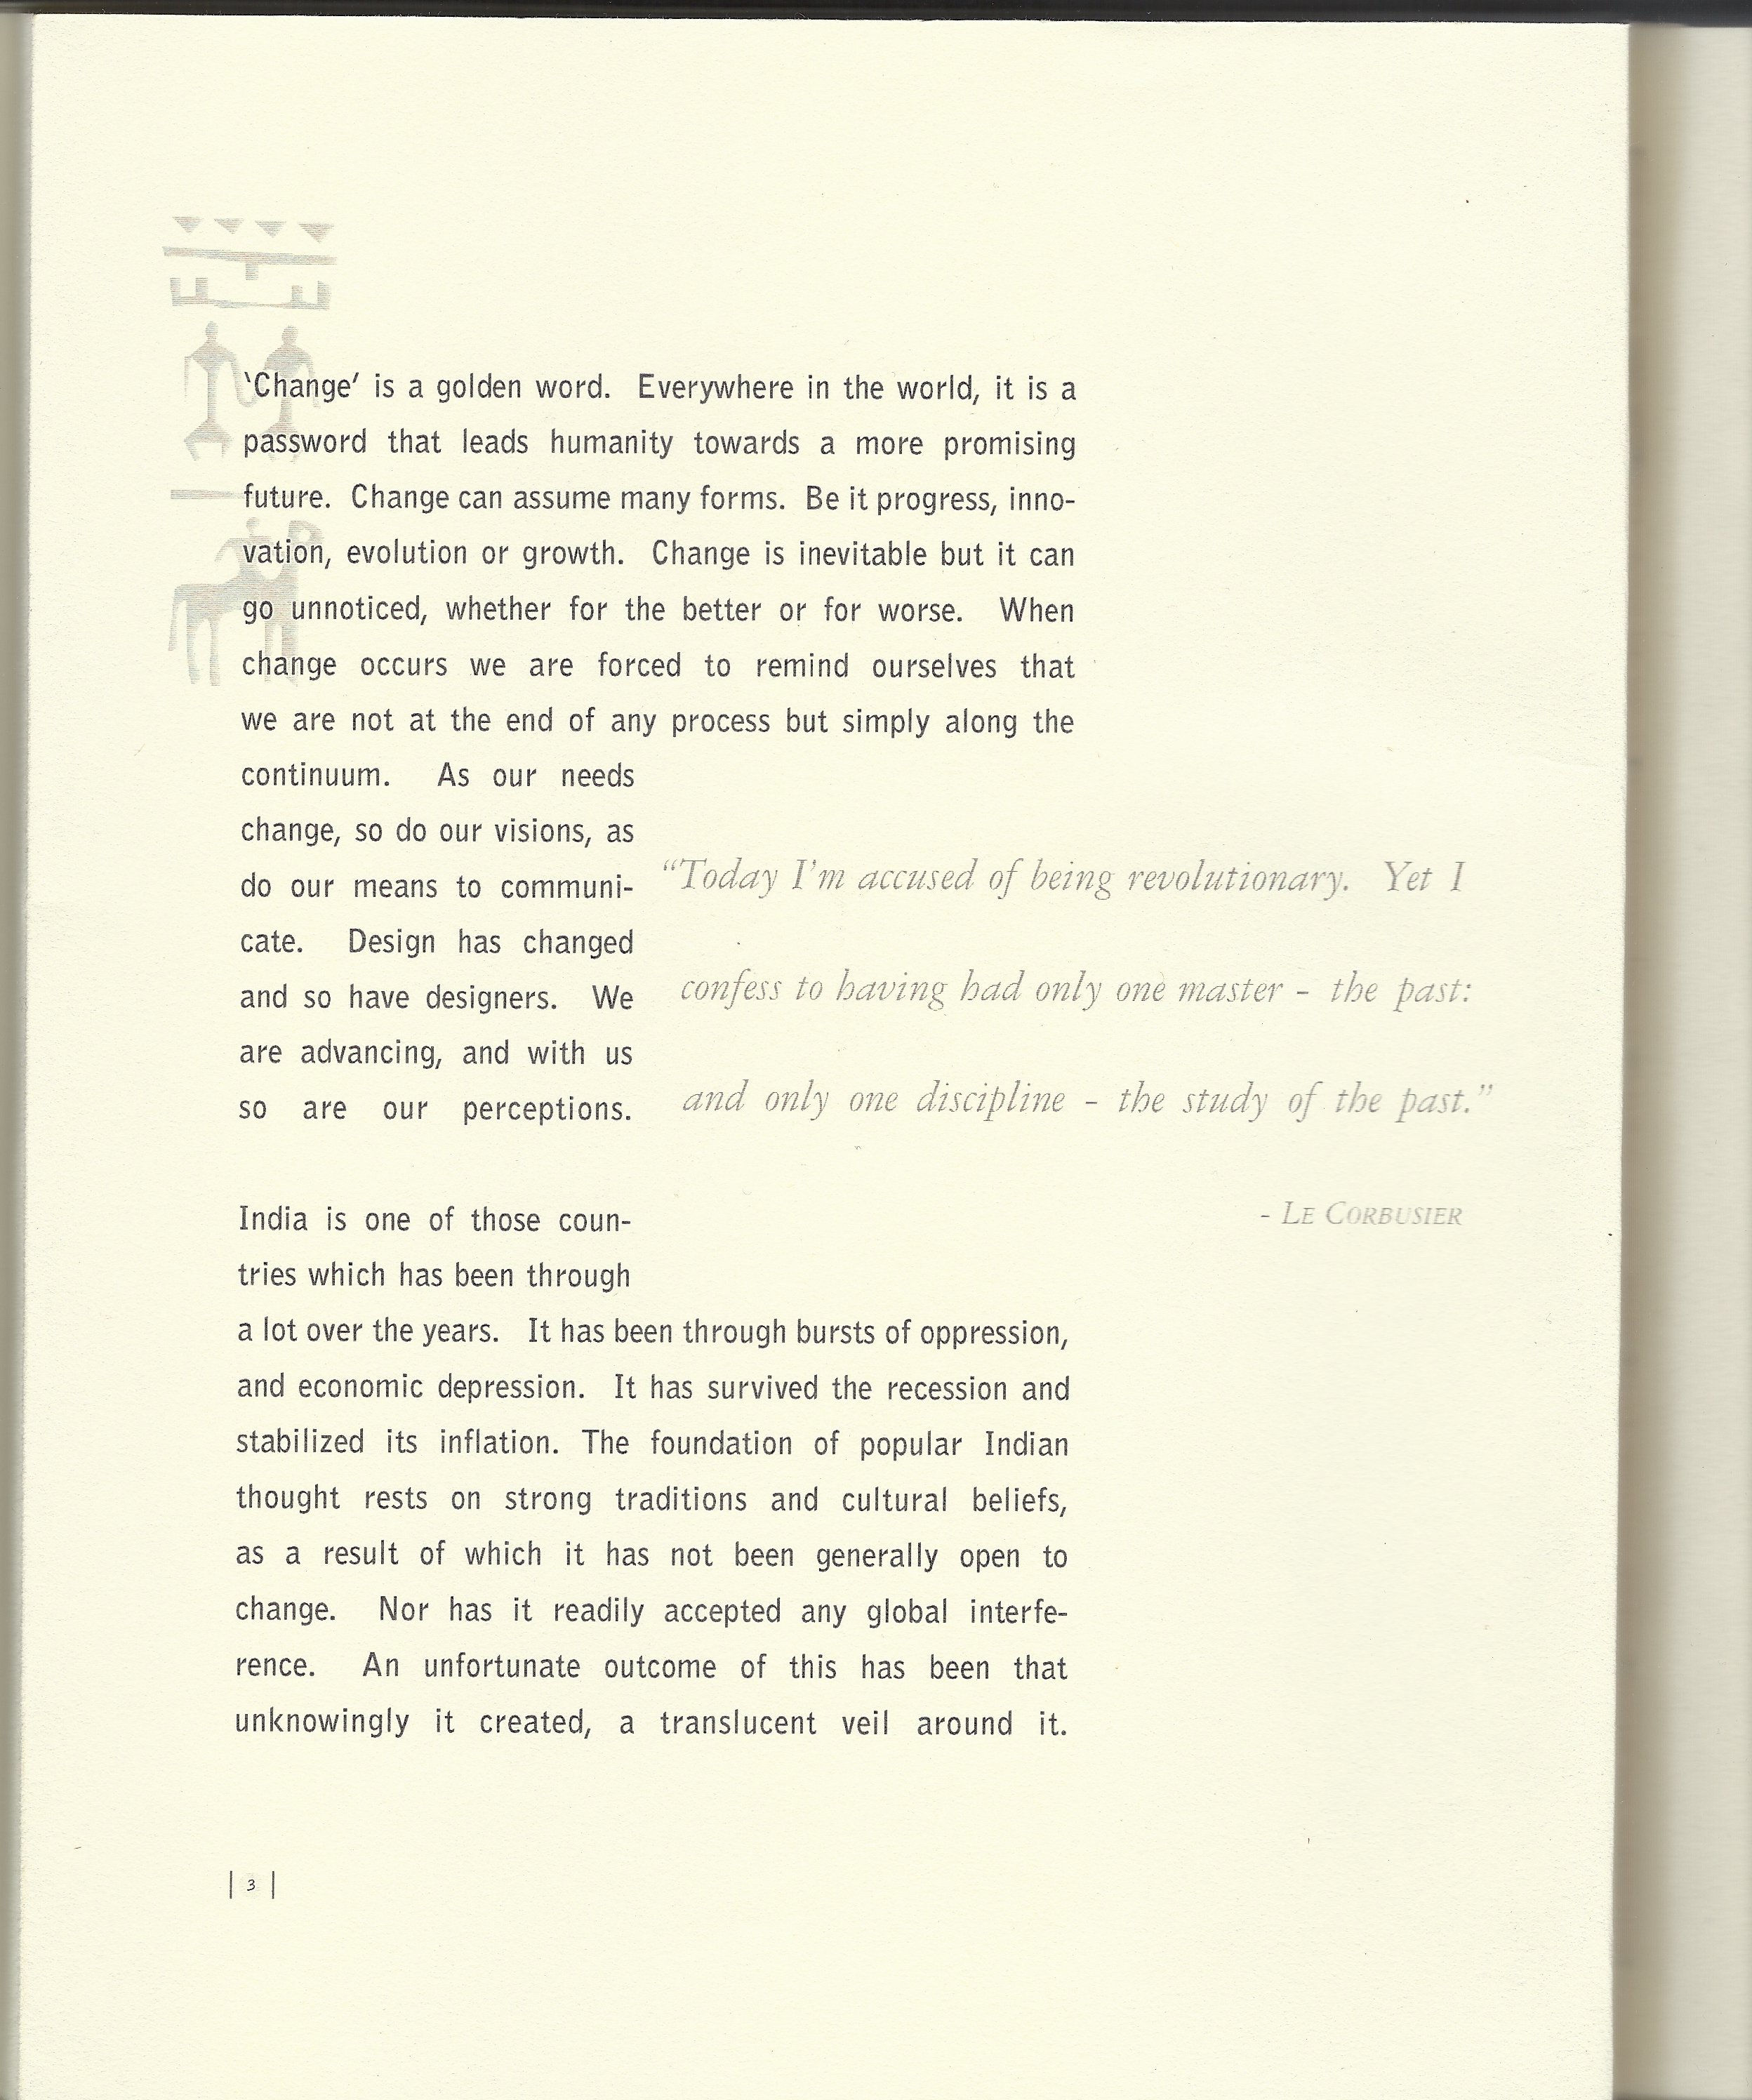 ‘Change’ is a golden word.  Everywhere in the world, it is a
password that leads humanity towards a more promising
future.  Change can assume many forms.  Be it progress, inno-
vation, evolution or growth.  Change is inevitable but it can
go unnoticed, whether for the better or for worse.  When
change occurs we are forced to remind ourselves that
we are not at the end of any process but simply along the
continuum.  As our needs
change, so do our visions, as
do our means to communi-
cate.  Design has changed
and so have designers.  We
are advancing, and with us
so are our perceptions.
“Today I’m accused of being revolutionary.  Yet I
confess to having had only one master - the past:
and only one discipline - the study of the past.”
- LE CORBUSIER
India is one of those coun-
tries which has been through
a lot over the years.  It has been through bursts of oppression,
and economic depression.  It has survived the recession and
stabilized its inflation. The foundation of popular Indian
thought rests on strong traditions and cultural beliefs,
as a result of which it has not been generally open to
change.  Nor has it readily accepted any global interfe-
rence.  An unfortunate outcome of this has been that
unknowingly it created, a translucent veil around it.
| 3 |